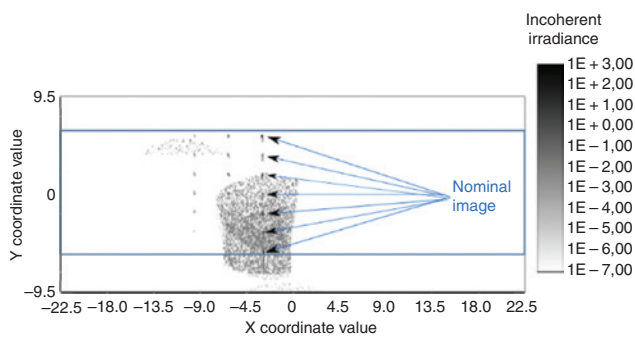 Incoherent
irradiance
1E + 3,00
1E + 2,00
1E + 1,00
1E + 0,00
1E – 1,00
1E – 2,00
1E – 3,00
1E – 4,00
1E – 5,00
1E – 6,00
1E – 7,00
9.5
0
–9.5
Y coordinate value
Nominal
image
–22.5 –18.0 –13.5 –9.0 –4.5 0 4.5 9.0 13.5 18.0 22.5
X coordinate value